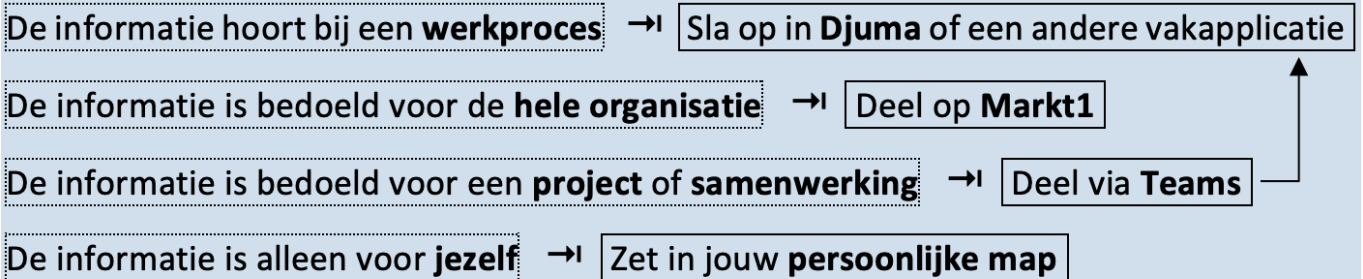 De informatie hoort bij een werkproces → Sla op in Djuma of een andere vakapplicatie
De informatie is bedoeld voor de hele organisatie → Deel op Markt1
De informatie is bedoeld voor een project of samenwerking → Deel via Teams
De informatie is alleen voor jezelf → Zet in jouw persoonlijke map